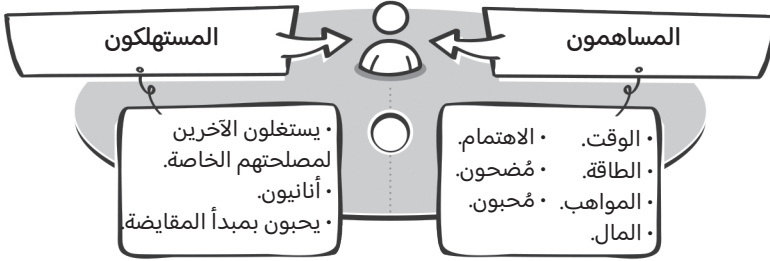 المساهمون
المستهلكون
• الوقت.
• الطاقة.
• المواهب.
• المال.
• الاهتمام.
• مُضحون.
• مُحبون.
• يستغلون الآخرين
لمصلحتهم الخاصة.
• أنانيون.
• يحبون بمبدأ المقايضة.